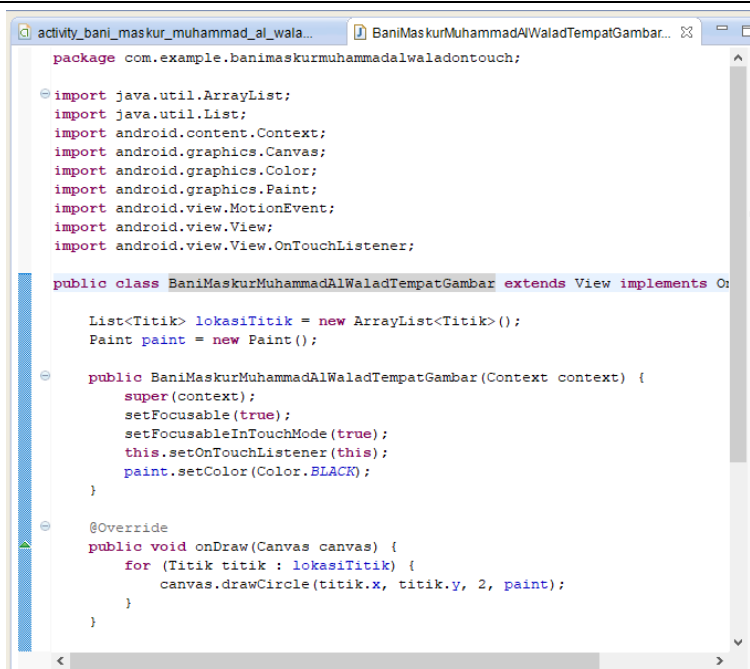 activity_bani_maskur_muhammad_al_wala... BaniMaskurMuhammadAlWaladTempatGambar...
package com.example.banimaskurmuhammadalwaladontouch;
import java.util.ArrayList;
import java.util.List;
import android.content.Context;
import android.graphics.Canvas;
import android.graphics.Color;
import android.graphics.Paint;
import android.view.MotionEvent;
import android.view.View;
import android.view.View.OnTouchListener;
public class BaniMaskurMuhammadAlWaladTempatGambar extends View implements
List<Titik> lokasiTitik = new ArrayList<Titik>();
Paint paint = new Paint();
public BaniMaskurMuhammadAlWaladTempatGambar(Context context) {
super(context);
setFocusable(true);
setFocusableInTouchMode(true);
this.setOnTouchListener(this);
paint.setColor(Color.BLACK);
}
@Override
public void onDraw(Canvas canvas) {
for (Titik titik : lokasiTitik) {
canvas.drawCircle(titik.x, titik.y, 2, paint);
}
}